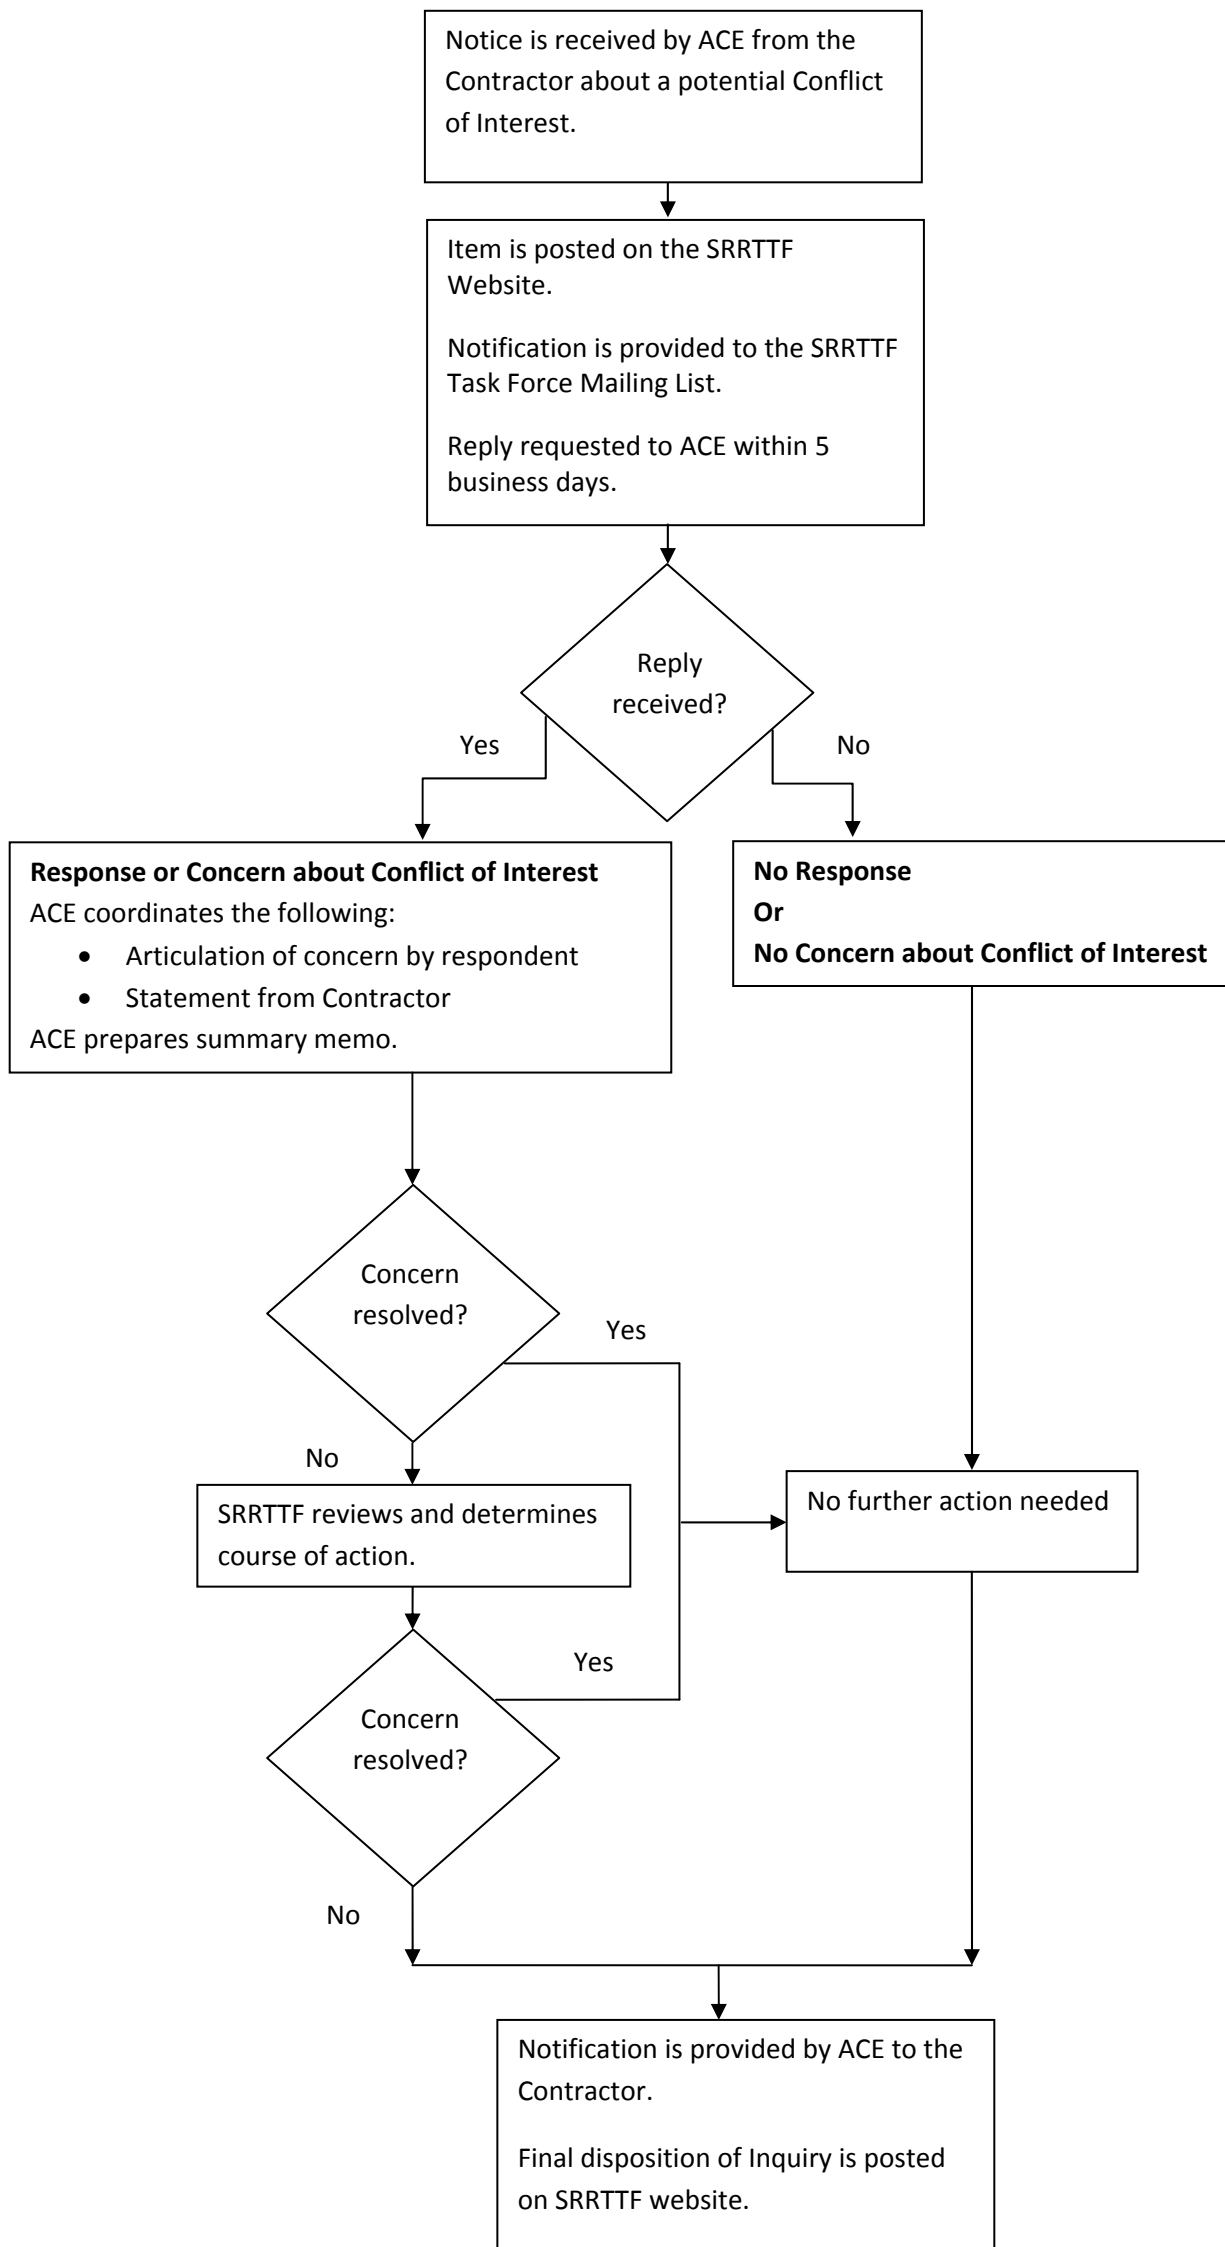 Notice is received by ACE from the
Contractor about a potential Conflict
of Interest.
Item is posted on the SRRTTF
Website.
Notification is provided to the SRRTTF
Task Force Mailing List.
Reply requested to ACE within 5
business days.
Reply
received?
Yes
No
Response or Concern about Conflict of Interest
ACE coordinates the following:
• Articulation of concern by respondent
• Statement from Contractor
ACE prepares summary memo.
No Response
Or
No Concern about Conflict of Interest
Concern
resolved?
Yes
No
SRRTTF reviews and determines
course of action.
No further action needed
Concern
resolved?
Yes
No
Notification is provided by ACE to the
Contractor.
Final disposition of Inquiry is posted
on SRRTTF website.